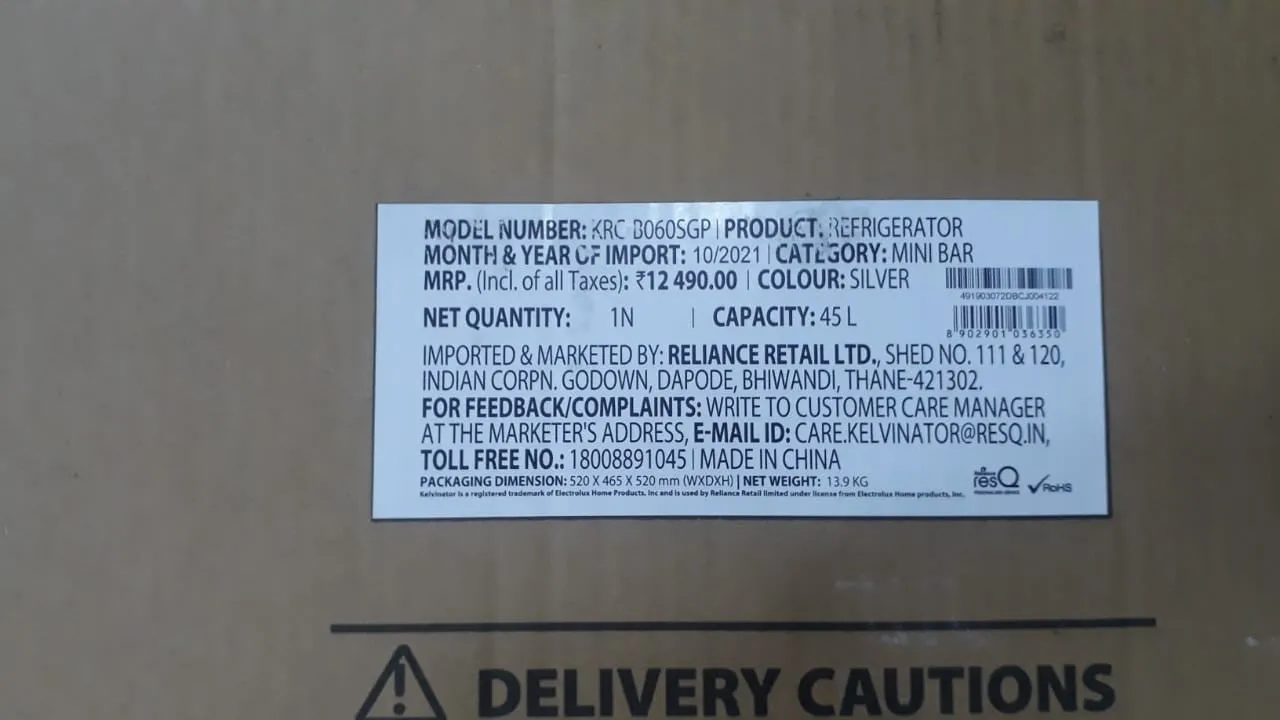 MODEL NUMBER: KRC-B060SGP | PRODUCT: REFRIGERATOR
MONTH & YEAR OF IMPORT: 10/2021 | CATEGORY: MINI BAR
MRP. (Incl. of all Taxes): ₹12 490.00 | COLOUR: SILVER
491903072DBCJ004122
NET QUANTITY: 1N | CAPACITY: 45 L
8 902901 036350
IMPORTED & MARKETED BY: RELIANCE RETAIL LTD., SHED NO. 111 & 120,
INDIAN CORPN. GODOWN, DAPODE, BHIWANDI, THANE-421302.
FOR FEEDBACK/COMPLAINTS: WRITE TO CUSTOMER CARE MANAGER
AT THE MARKETER'S ADDRESS, E-MAIL ID: CARE.KELVINATOR@RESQ.IN,
TOLL FREE NO.: 18008891045 | MADE IN CHINA
PACKAGING DIMENSION: 520 X 465 X 520 mm (WXDXH) | NET WEIGHT: 13.9 KG
Kelvinator is a registered trademark of Electrolux Home Products, Inc and is used by Reliance Retail limited under license from Electrolux Home products, Inc.
Reliance
resQ
RoHS
DELIVERY CAUTIONS